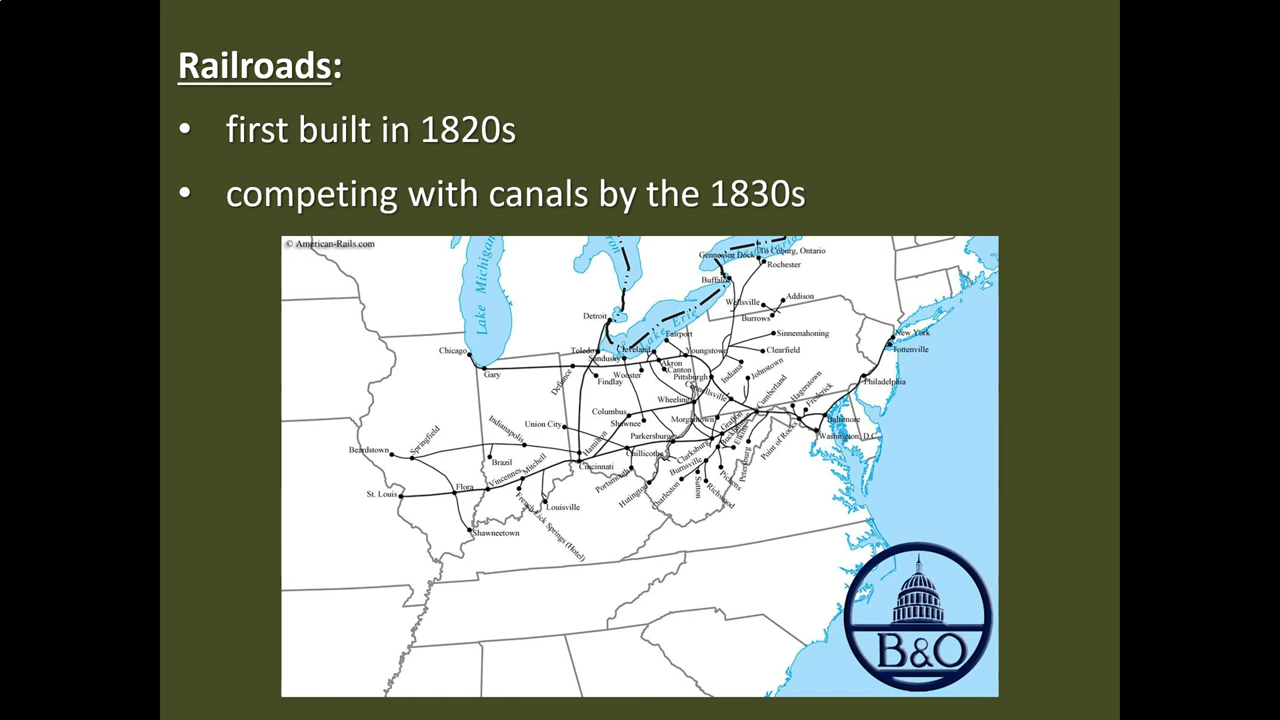 Railroads:
• first built in 1820s
• competing with canals by the 1830s
© American-Rails.com
Lake Michigan
Lake Erie
To Coburg, Ontario
Rochester
Buffalo
Wellsville
Addison
Burrows
Detroit
Sinnemahoning
Fairport
New York
Tottenville
Chicago
Toledo
Sandusky
Cleveland
Youngstown
Clearfield
Gary
Defiance
Findlay
Wooster
Akron
Canton
Pittsburgh
Indiana
Johnstown
Philadelphia
Wheeling
Cumberland
Hagerstown
Frederick
Columbus
Shawnee
Morgantown
Grafton
Baltimore
Washington, D.C.
Point of Rocks
Springfield
Indianapolis
Union City
Hamilton
Parkersburg
Clarksburg
Beardstown
Brazil
Mitchell
Cincinnati
Chillicothe
Burnsville
Petersburg
Pickens
St. Louis
Flora
Vincennes
Portsmouth
Charleston
Sutton
Richwood
Louisville
French Lick Springs (Hotel)
Shawneetown
B&O